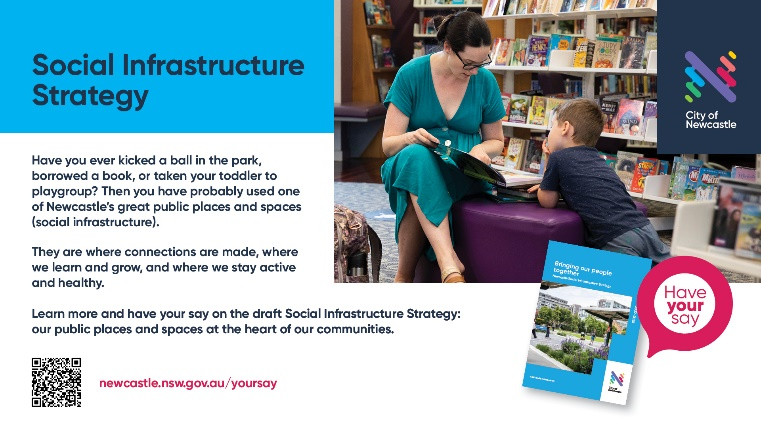 Social Infrastructure
Strategy
City of
Newcastle
Have you ever kicked a ball in the park,
borrowed a book, or taken your toddler to
playgroup? Then you have probably used one
of Newcastle's great public places and spaces
(social infrastructure).
They are where connections are made, where
we learn and grow, and where we stay active
and healthy.
Learn more and have your say on the draft Social Infrastructure Strategy:
our public places and spaces at the heart of our communities.
newcastle.nsw.gov.au/yoursay
Bringing our people
together
Have
your
say